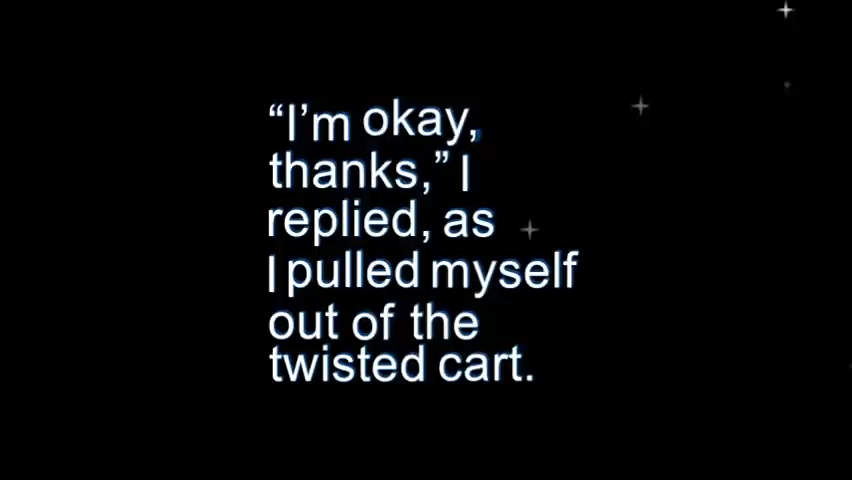 “I’m okay,
thanks,” I
replied, as
I pulled myself
out of the
twisted cart.